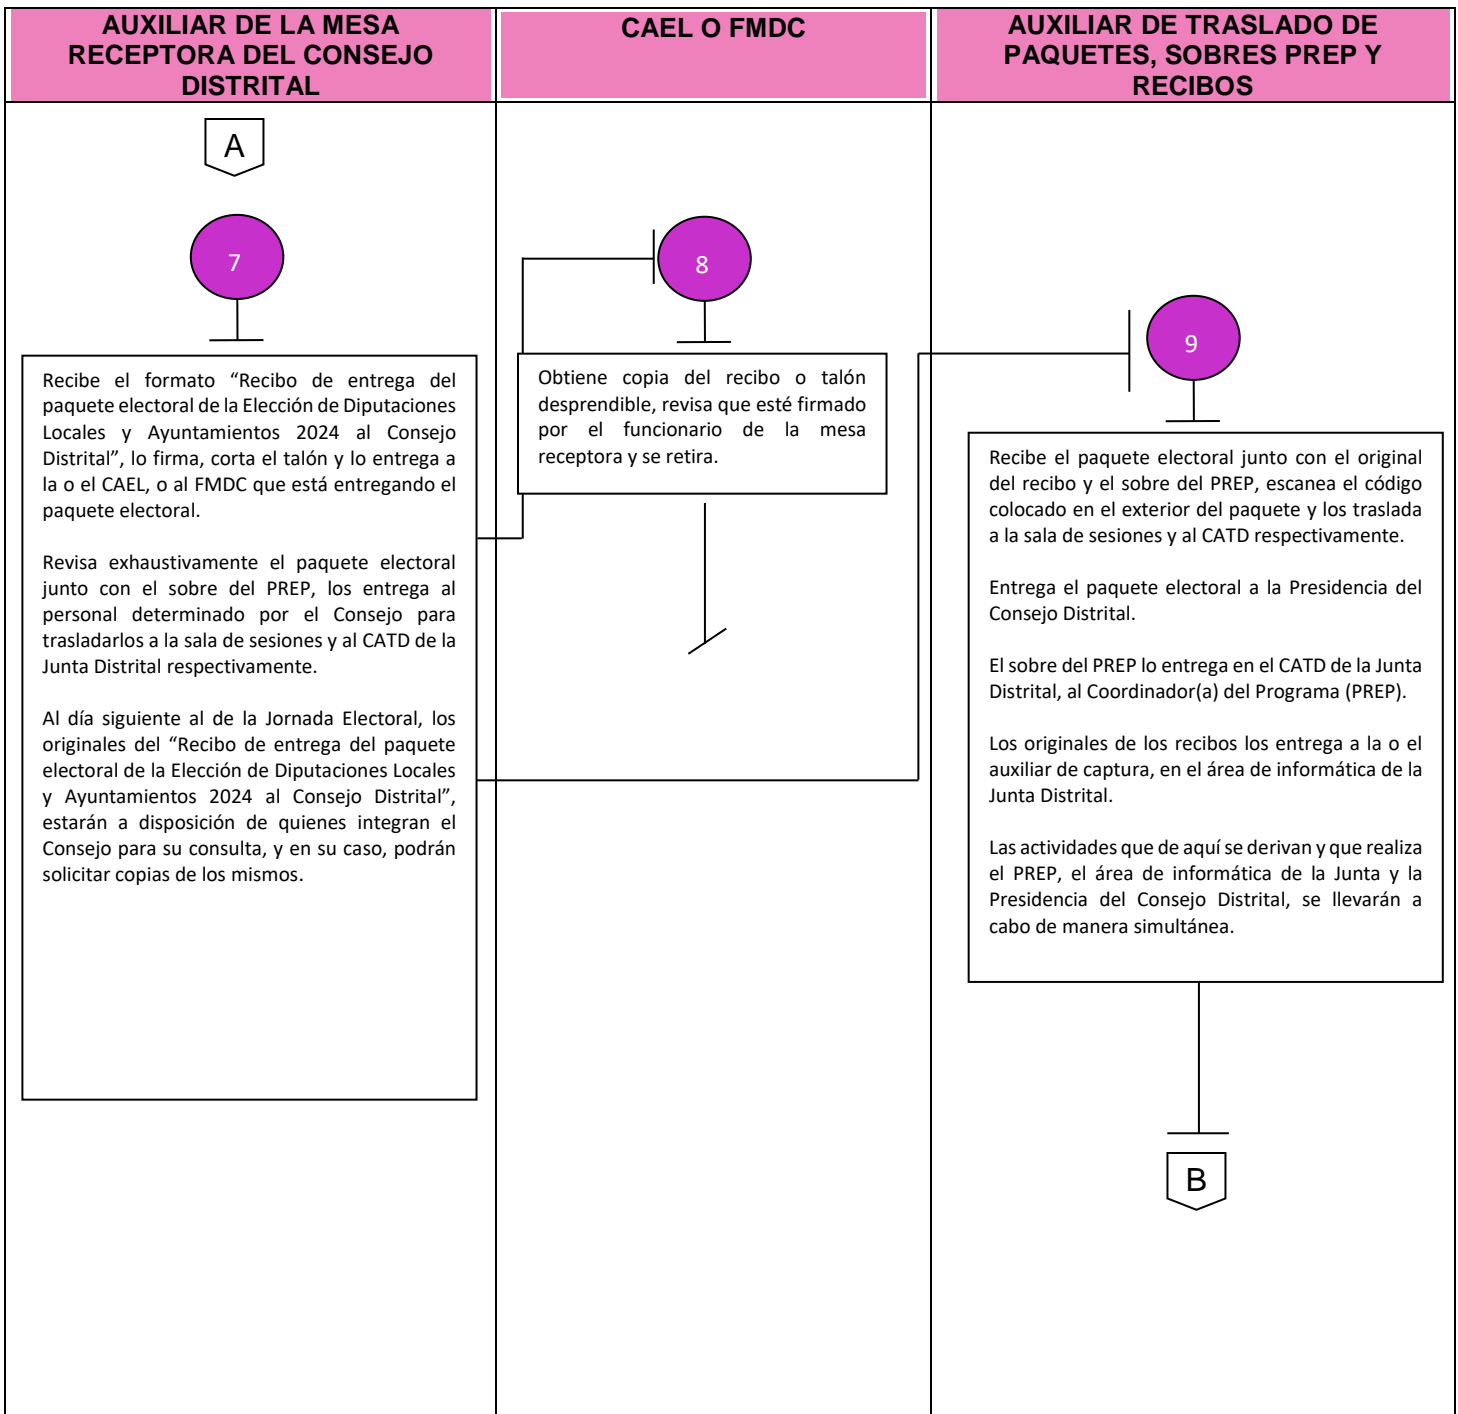 AUXILIAR DE LA MESA
RECEPTORA DEL CONSEJO
DISTRITAL
CAEL O FMDC
AUXILIAR DE TRASLADO DE
PAQUETES, SOBRES PREP Y
RECIBOS
A
7
Recibe el formato “Recibo de entrega del
paquete electoral de la Elección de Diputaciones
Locales y Ayuntamientos 2024 al Consejo
Distrital”, lo firma, corta el talón y lo entrega a
la o el CAEL, o al FMDC que está entregando el
paquete electoral.
Revisa exhaustivamente el paquete electoral
junto con el sobre del PREP, los entrega al
personal determinado por el Consejo para
trasladarlos a la sala de sesiones y al CATD de la
Junta Distrital respectivamente.
Al día siguiente al de la Jornada Electoral, los
originales del “Recibo de entrega del paquete
electoral de la Elección de Diputaciones Locales
y Ayuntamientos 2024 al Consejo Distrital”,
estarán a disposición de quienes integran el
Consejo para su consulta, y en su caso, podrán
solicitar copias de los mismos.
8
Obtiene copia del recibo o talón
desprendible, revisa que esté firmado
por el funcionario de la mesa
receptora y se retira.
9
Recibe el paquete electoral junto con el original
del recibo y el sobre del PREP, escanea el código
colocado en el exterior del paquete y los traslada
a la sala de sesiones y al CATD respectivamente.
Entrega el paquete electoral a la Presidencia del
Consejo Distrital.
El sobre del PREP lo entrega en el CATD de la Junta
Distrital, al Coordinador(a) del Programa (PREP).
Los originales de los recibos los entrega a la o el
auxiliar de captura, en el área de informática de la
Junta Distrital.
Las actividades que de aquí se derivan y que realiza
el PREP, el área de informática de la Junta y la
Presidencia del Consejo Distrital, se llevarán a
cabo de manera simultánea.
B